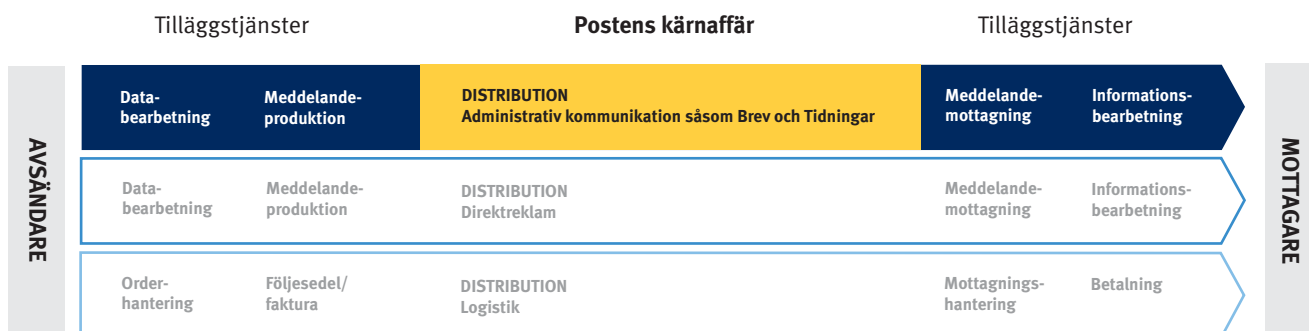 Tilläggstjänster
Postens kärnaffär
Tilläggstjänster
AVSÄNDARE
Data-
bearbetning
Meddelande-
produktion
DISTRIBUTION
Administrativ kommunikation såsom Brev och Tidningar
Meddelande-
mottagning
Informations-
bearbetning
Data-
bearbetning
Meddelande-
produktion
DISTRIBUTION
Direktreklam
Meddelande-
mottagning
Informations-
bearbetning
Order-
hantering
Följesedel/
faktura
DISTRIBUTION
Logistik
Mottagnings-
hantering
Betalning
MOTTAGARE